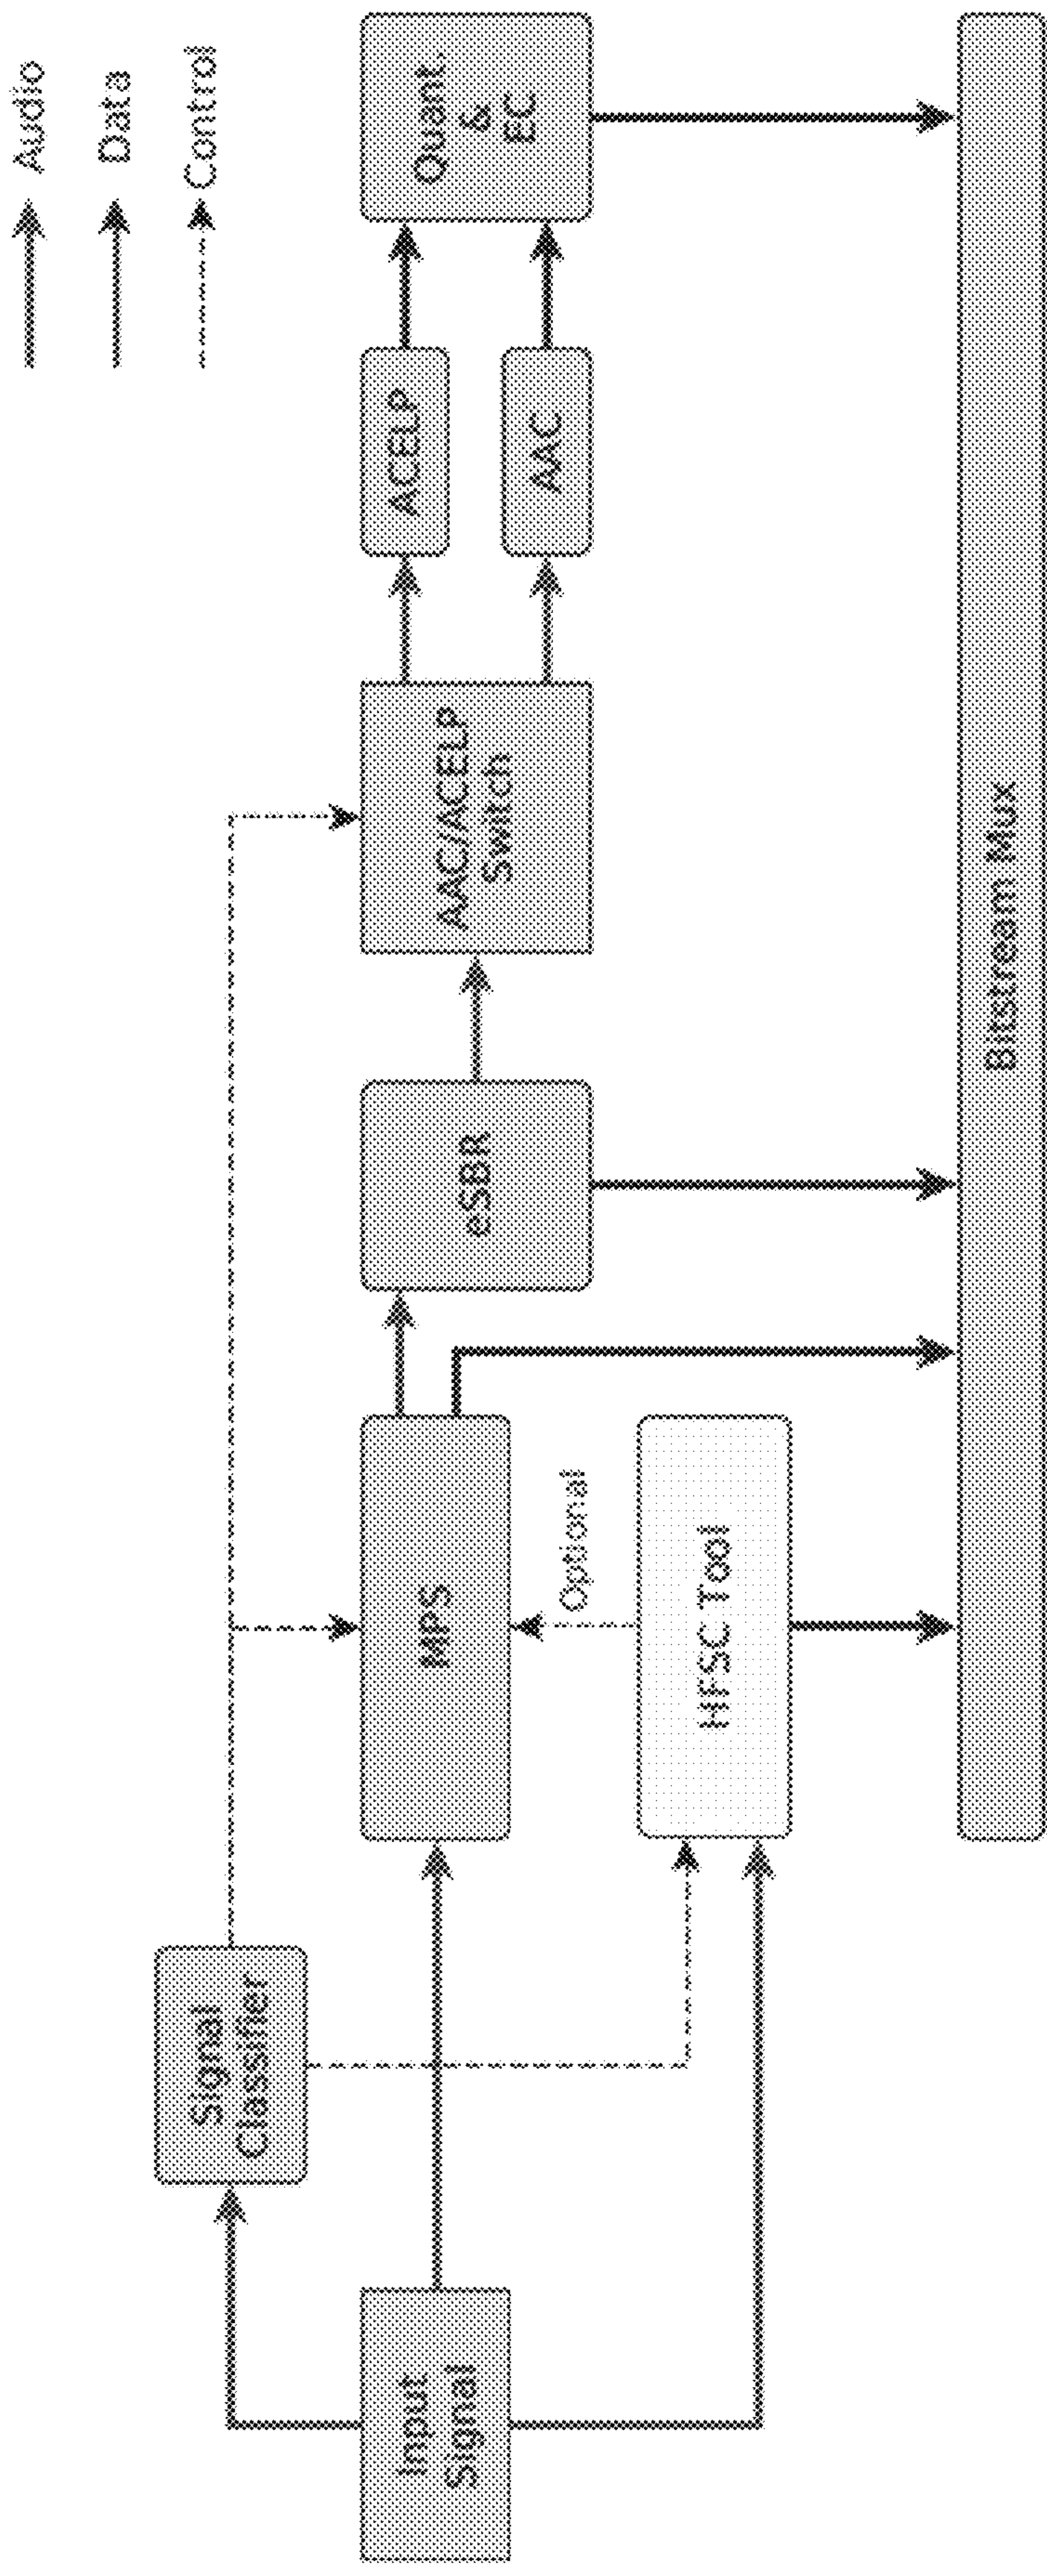 Audio
Data
Control
Signal
Classifier
Input
Signal
MPS
eSBR
AAC/ACELP
Switch
ACELP
AAC
Quant.
&
EC
Optional
HFSC Tool
Bitstream Mux